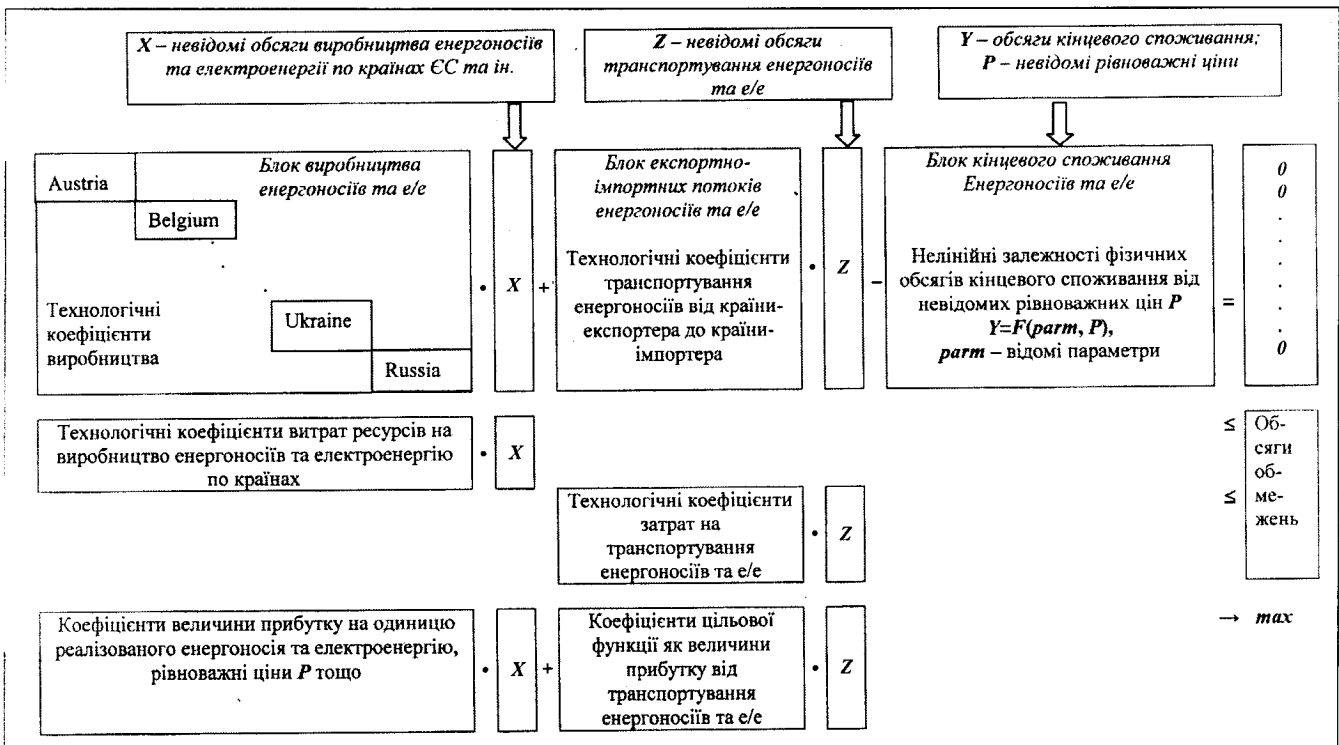 X – невідомі обсяги виробництва енергоносіїв
та електроенергії по країнах ЄС та ін.
Z – невідомі обсяги
транспортування енергоносіїв
та е/е
Y – обсяги кінцевого споживання;
P – невідомі рівноважні ціни
Austria
Belgium
Ukraine
Russia
Блок виробництва
енергоносіїв та е/е
Технологічні
коефіцієнти
виробництва
• X +
Блок експортно-
імпортних потоків
енергоносіїв та е/е
Технологічні коефіцієнти
транспортування
енергоносіїв від країни-
експортера до країни-
імпортера
• Z –
Блок кінцевого споживання
Енергоносіїв та е/е
Нелінійні залежності фізичних
обсягів кінцевого споживання від
невідомих рівноважних цін P
Y=F(parm, P),
parm – відомі параметри
=
0
0
.
.
.
.
.
.
0
Технологічні коефіцієнти витрат ресурсів на
виробництво енергоносіїв та електроенергію
по країнах
• X
≤
Технологічні коефіцієнти
затрат на
транспортування
енергоносіїв та е/е
• Z
≤
Об-
сяги
об-
ме-
жень
Коефіцієнти величини прибутку на одиницю
реалізованого енергоносія та електроенергію,
рівноважні ціни P тощо
• X +
Коефіцієнти цільової
функції як величини
прибутку від
транспортування
енергоносіїв та е/е
• Z
→ max